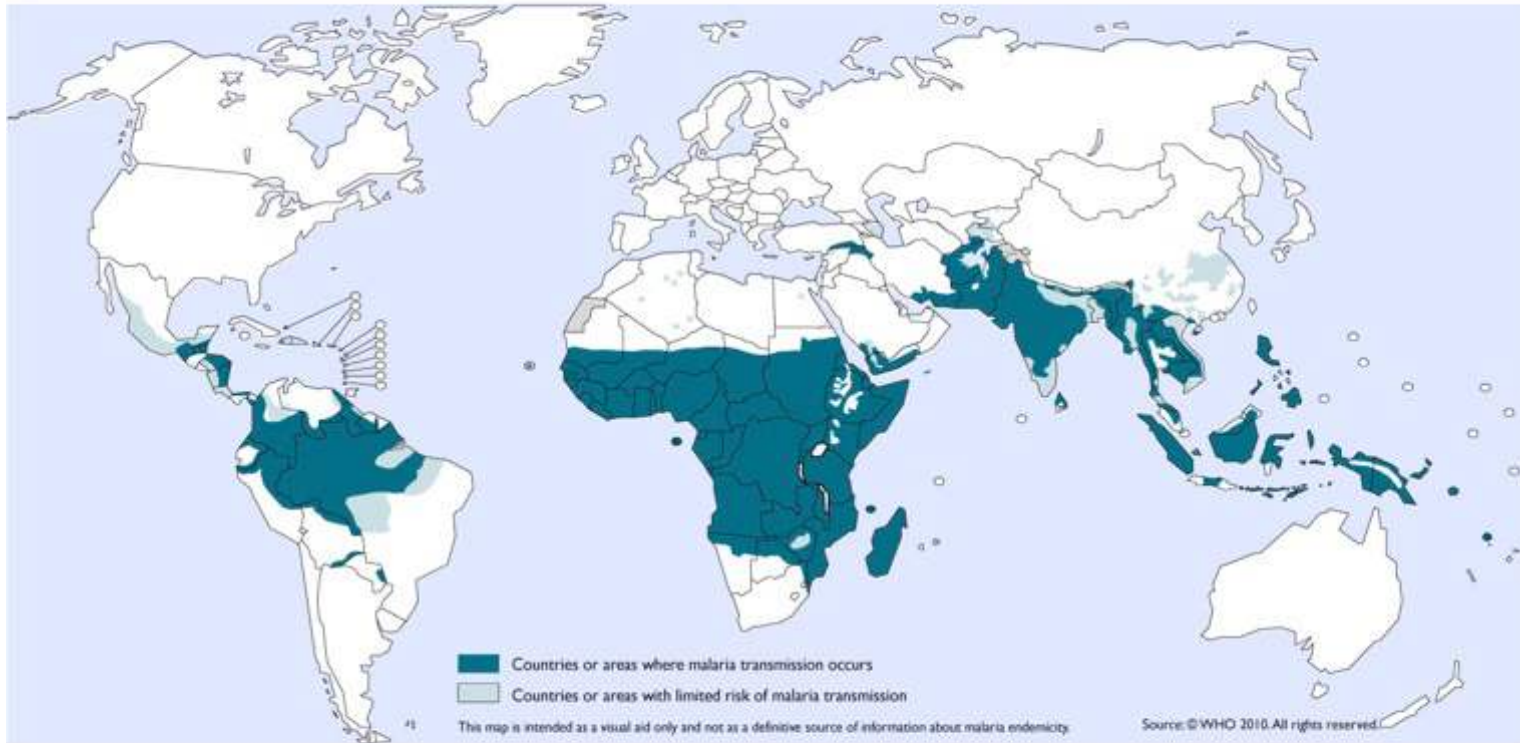 Countries or areas where malaria transmission occurs
Countries or areas with limited risk of malaria transmission
This map is intended as a visual aid only and not as a definitive source of information about malaria endemicity.
Source: © WHO 2010. All rights reserved.